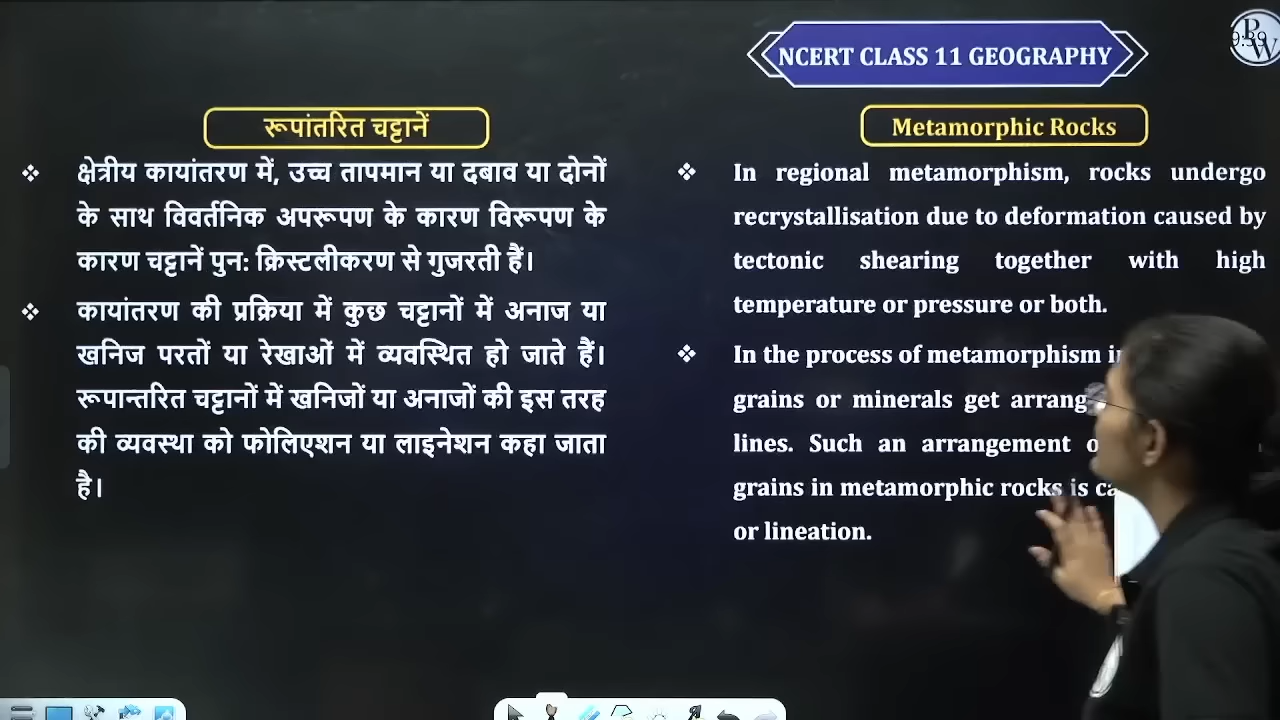 NCERT CLASS 11 GEOGRAPHY
PW
9:59
रूपांतरित चट्टानें
❖ क्षेत्रीय कायांतरण में, उच्च तापमान या दबाव या दोनों
के साथ विवर्तनिक अपरूपण के कारण विरूपण के
कारण चट्टानें पुन: क्रिस्टलीकरण से गुजरती हैं।
❖ कायांतरण की प्रक्रिया में कुछ चट्टानों में अनाज या
खनिज परतों या रेखाओं में व्यवस्थित हो जाते हैं।
रूपान्तरित चट्टानों में खनिजों या अनाजों की इस तरह
की व्यवस्था को फोलिएशन या लाइनेशन कहा जाता
है।
Metamorphic Rocks
❖ In regional metamorphism, rocks undergo
recrystallisation due to deformation caused by
tectonic shearing together with high
temperature or pressure or both.
❖ In the process of metamorphism
grains or minerals get
lines. Such an arrangement
grains in metamorphic rocks is
or lineation.